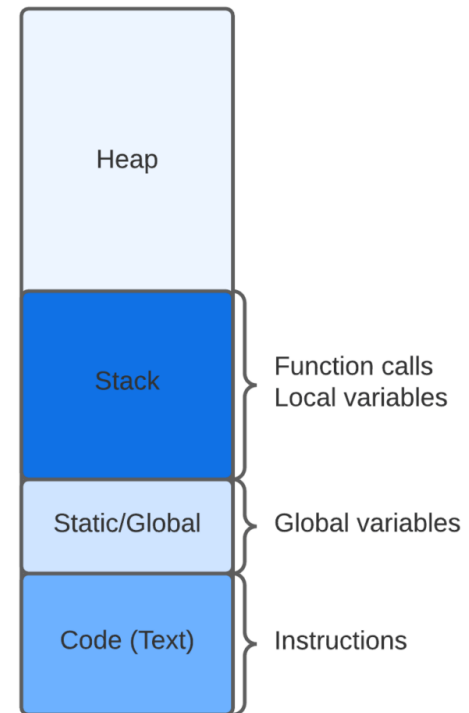 Heap
Stack
Function calls
Local variables
Static/Global
Global variables
Code (Text)
Instructions